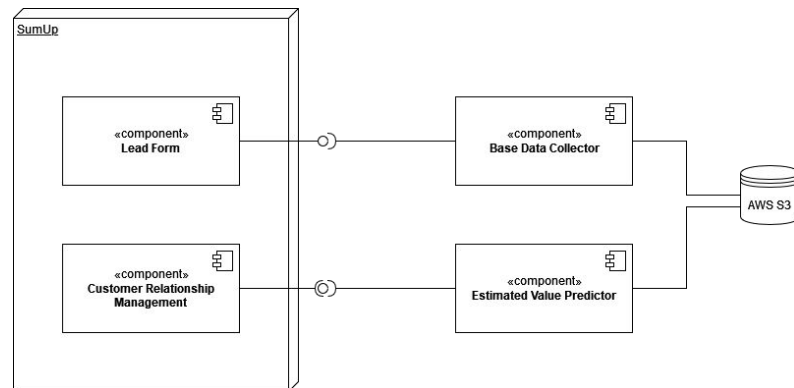 SumUp
«component»
Lead Form
«component»
Base Data Collector
AWS S3
«component»
Customer Relationship
Management
«component»
Estimated Value Predictor